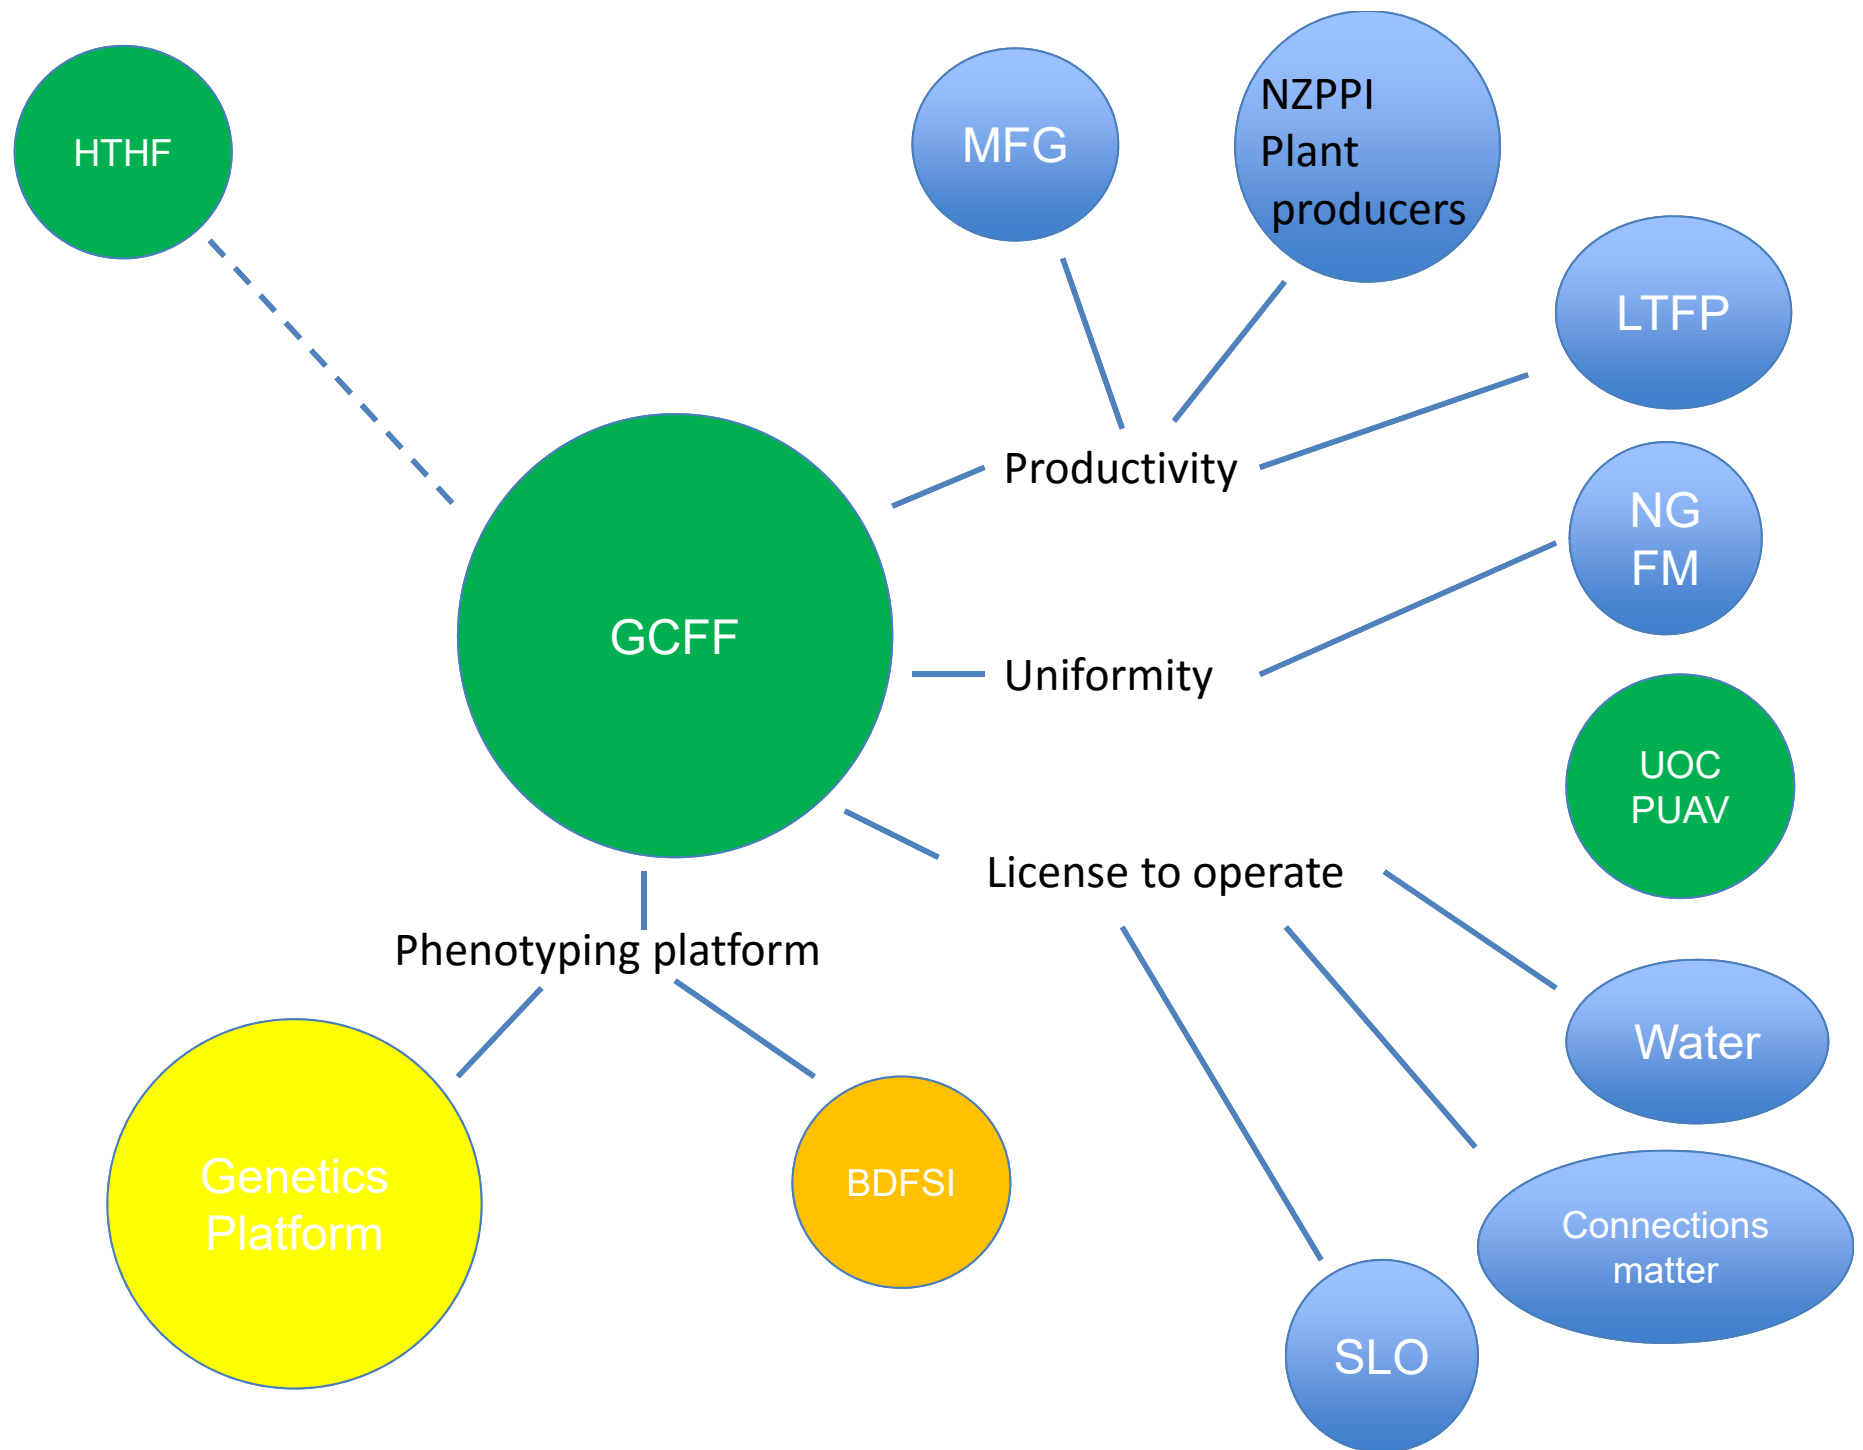 HTHF
MFG
NZPPI
Plant
producers
LTFP
Productivity
NG
FM
GCFF
Uniformity
UOC
PUAV
License to operate
Phenotyping platform
Water
Genetics
Platform
BDFSI
Connections
matter
SLO